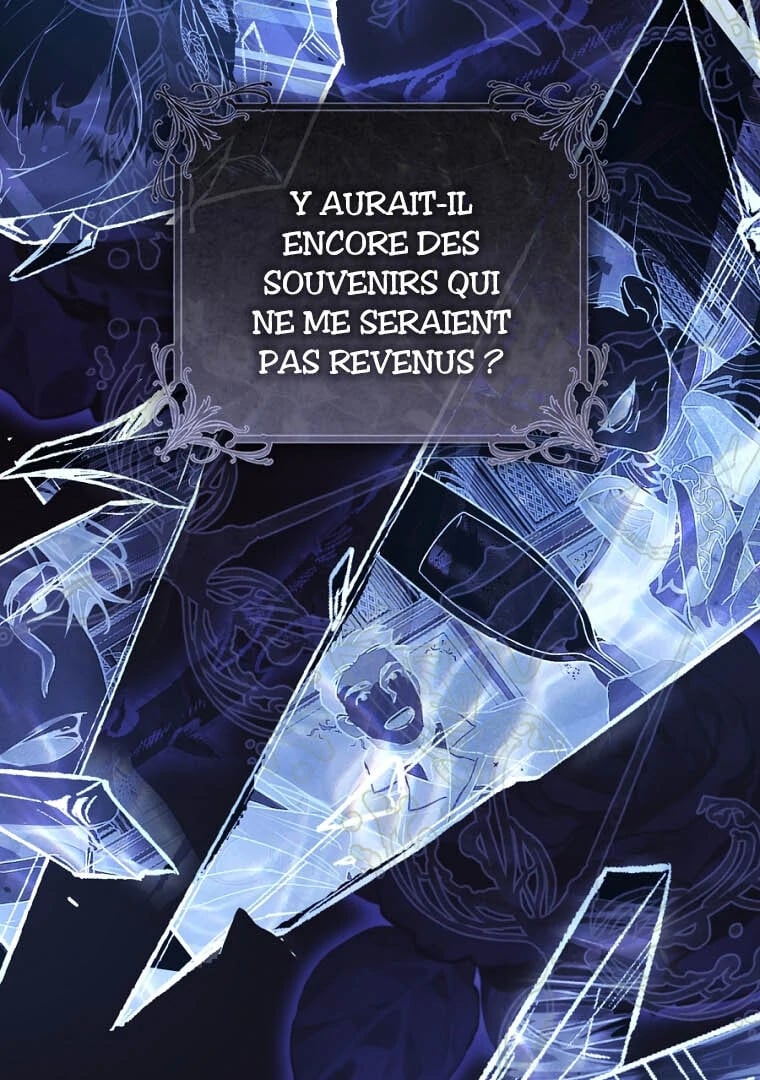 Y AURAIT-IL
ENCORE DES
SOUVENIRS QUI
NE ME SERAIENT
PAS REVENUS ?